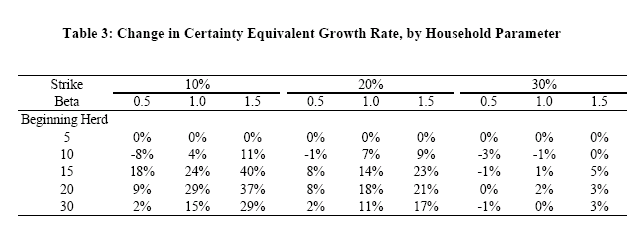 Table 3: Change in Certainty Equivalent Growth Rate, by Household Parameter
Strike 10% 20% 30%
Beta 0.5 1.0 1.5 0.5 1.0 1.5 0.5 1.0 1.5
Beginning Herd
5 0% 0% 0% 0% 0% 0% 0% 0% 0%
10 -8% 4% 11% -1% 7% 9% -3% -1% 0%
15 18% 24% 40% 8% 14% 23% -1% 1% 5%
20 9% 29% 37% 8% 18% 21% 0% 2% 3%
30 2% 15% 29% 2% 11% 17% -1% 0% 3%